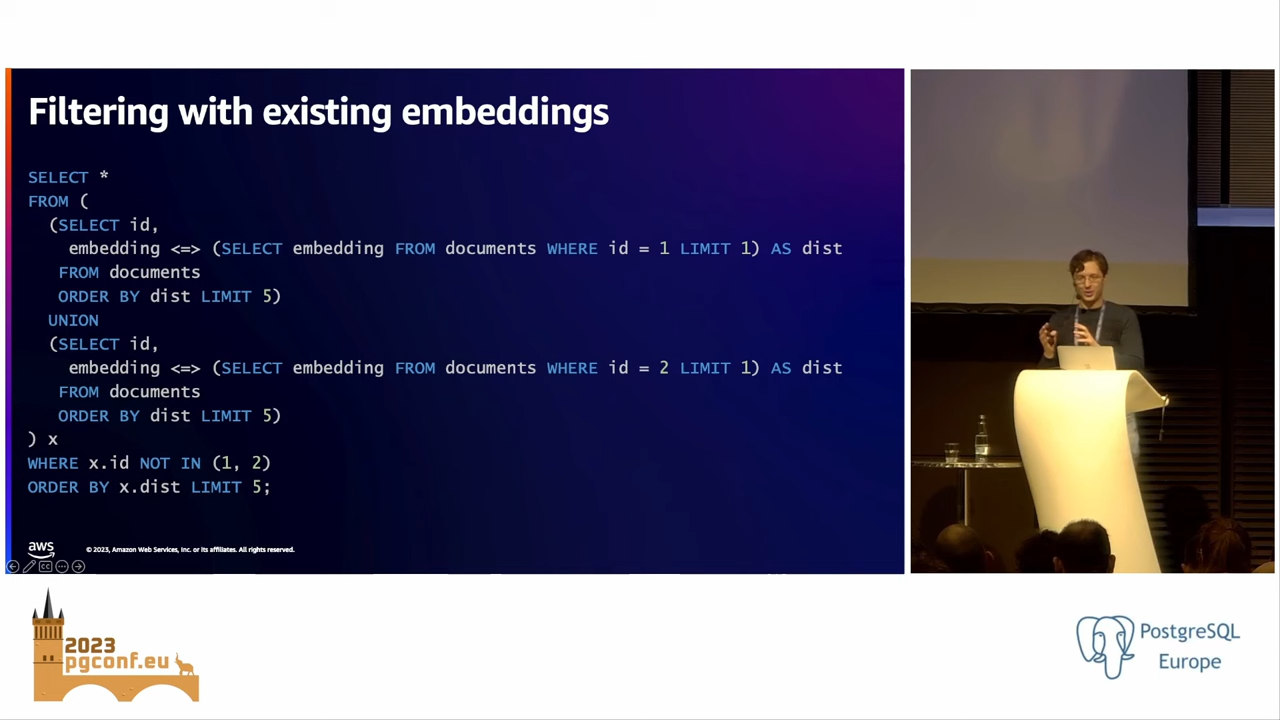 Filtering with existing embeddings
SELECT *
FROM (
(SELECT id,
embedding <=> (SELECT embedding FROM documents WHERE id = 1 LIMIT 1) AS dist
FROM documents
ORDER BY dist LIMIT 5)
UNION
(SELECT id,
embedding <=> (SELECT embedding FROM documents WHERE id = 2 LIMIT 1) AS dist
FROM documents
ORDER BY dist LIMIT 5)
) x
WHERE x.id NOT IN (1, 2)
ORDER BY x.dist LIMIT 5;
aws
© 2023, Amazon Web Services, Inc. or its affiliates. All rights reserved.
CC
2023
pgconf.eu
PostgreSQL
Europe